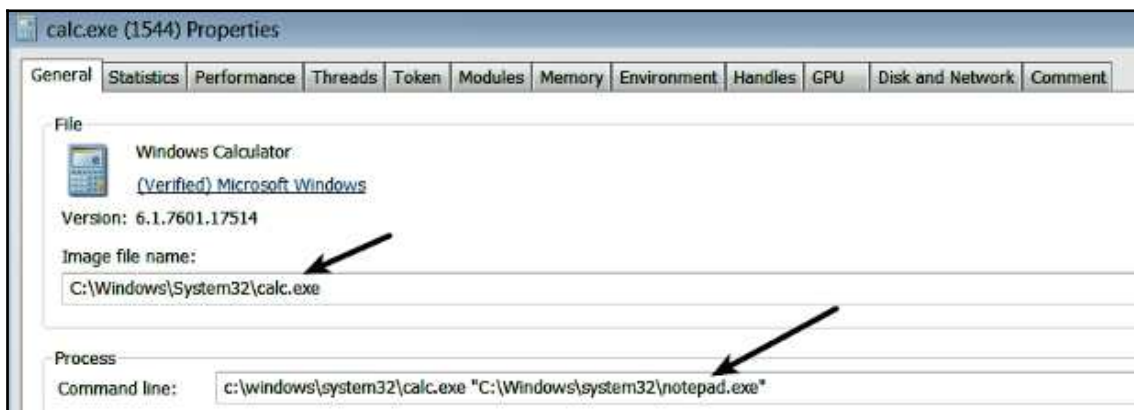 calc.exe (1544) Properties
General Statistics Performance Threads Token Modules Memory Environment Handles GPU Disk and Network Comment
File
Windows Calculator
(Verified) Microsoft Windows
Version: 6.1.7601.17514
Image file name:
C:\Windows\System32\calc.exe
Process
Command line: c:\windows\system32\calc.exe "C:\Windows\system32\notepad.exe"